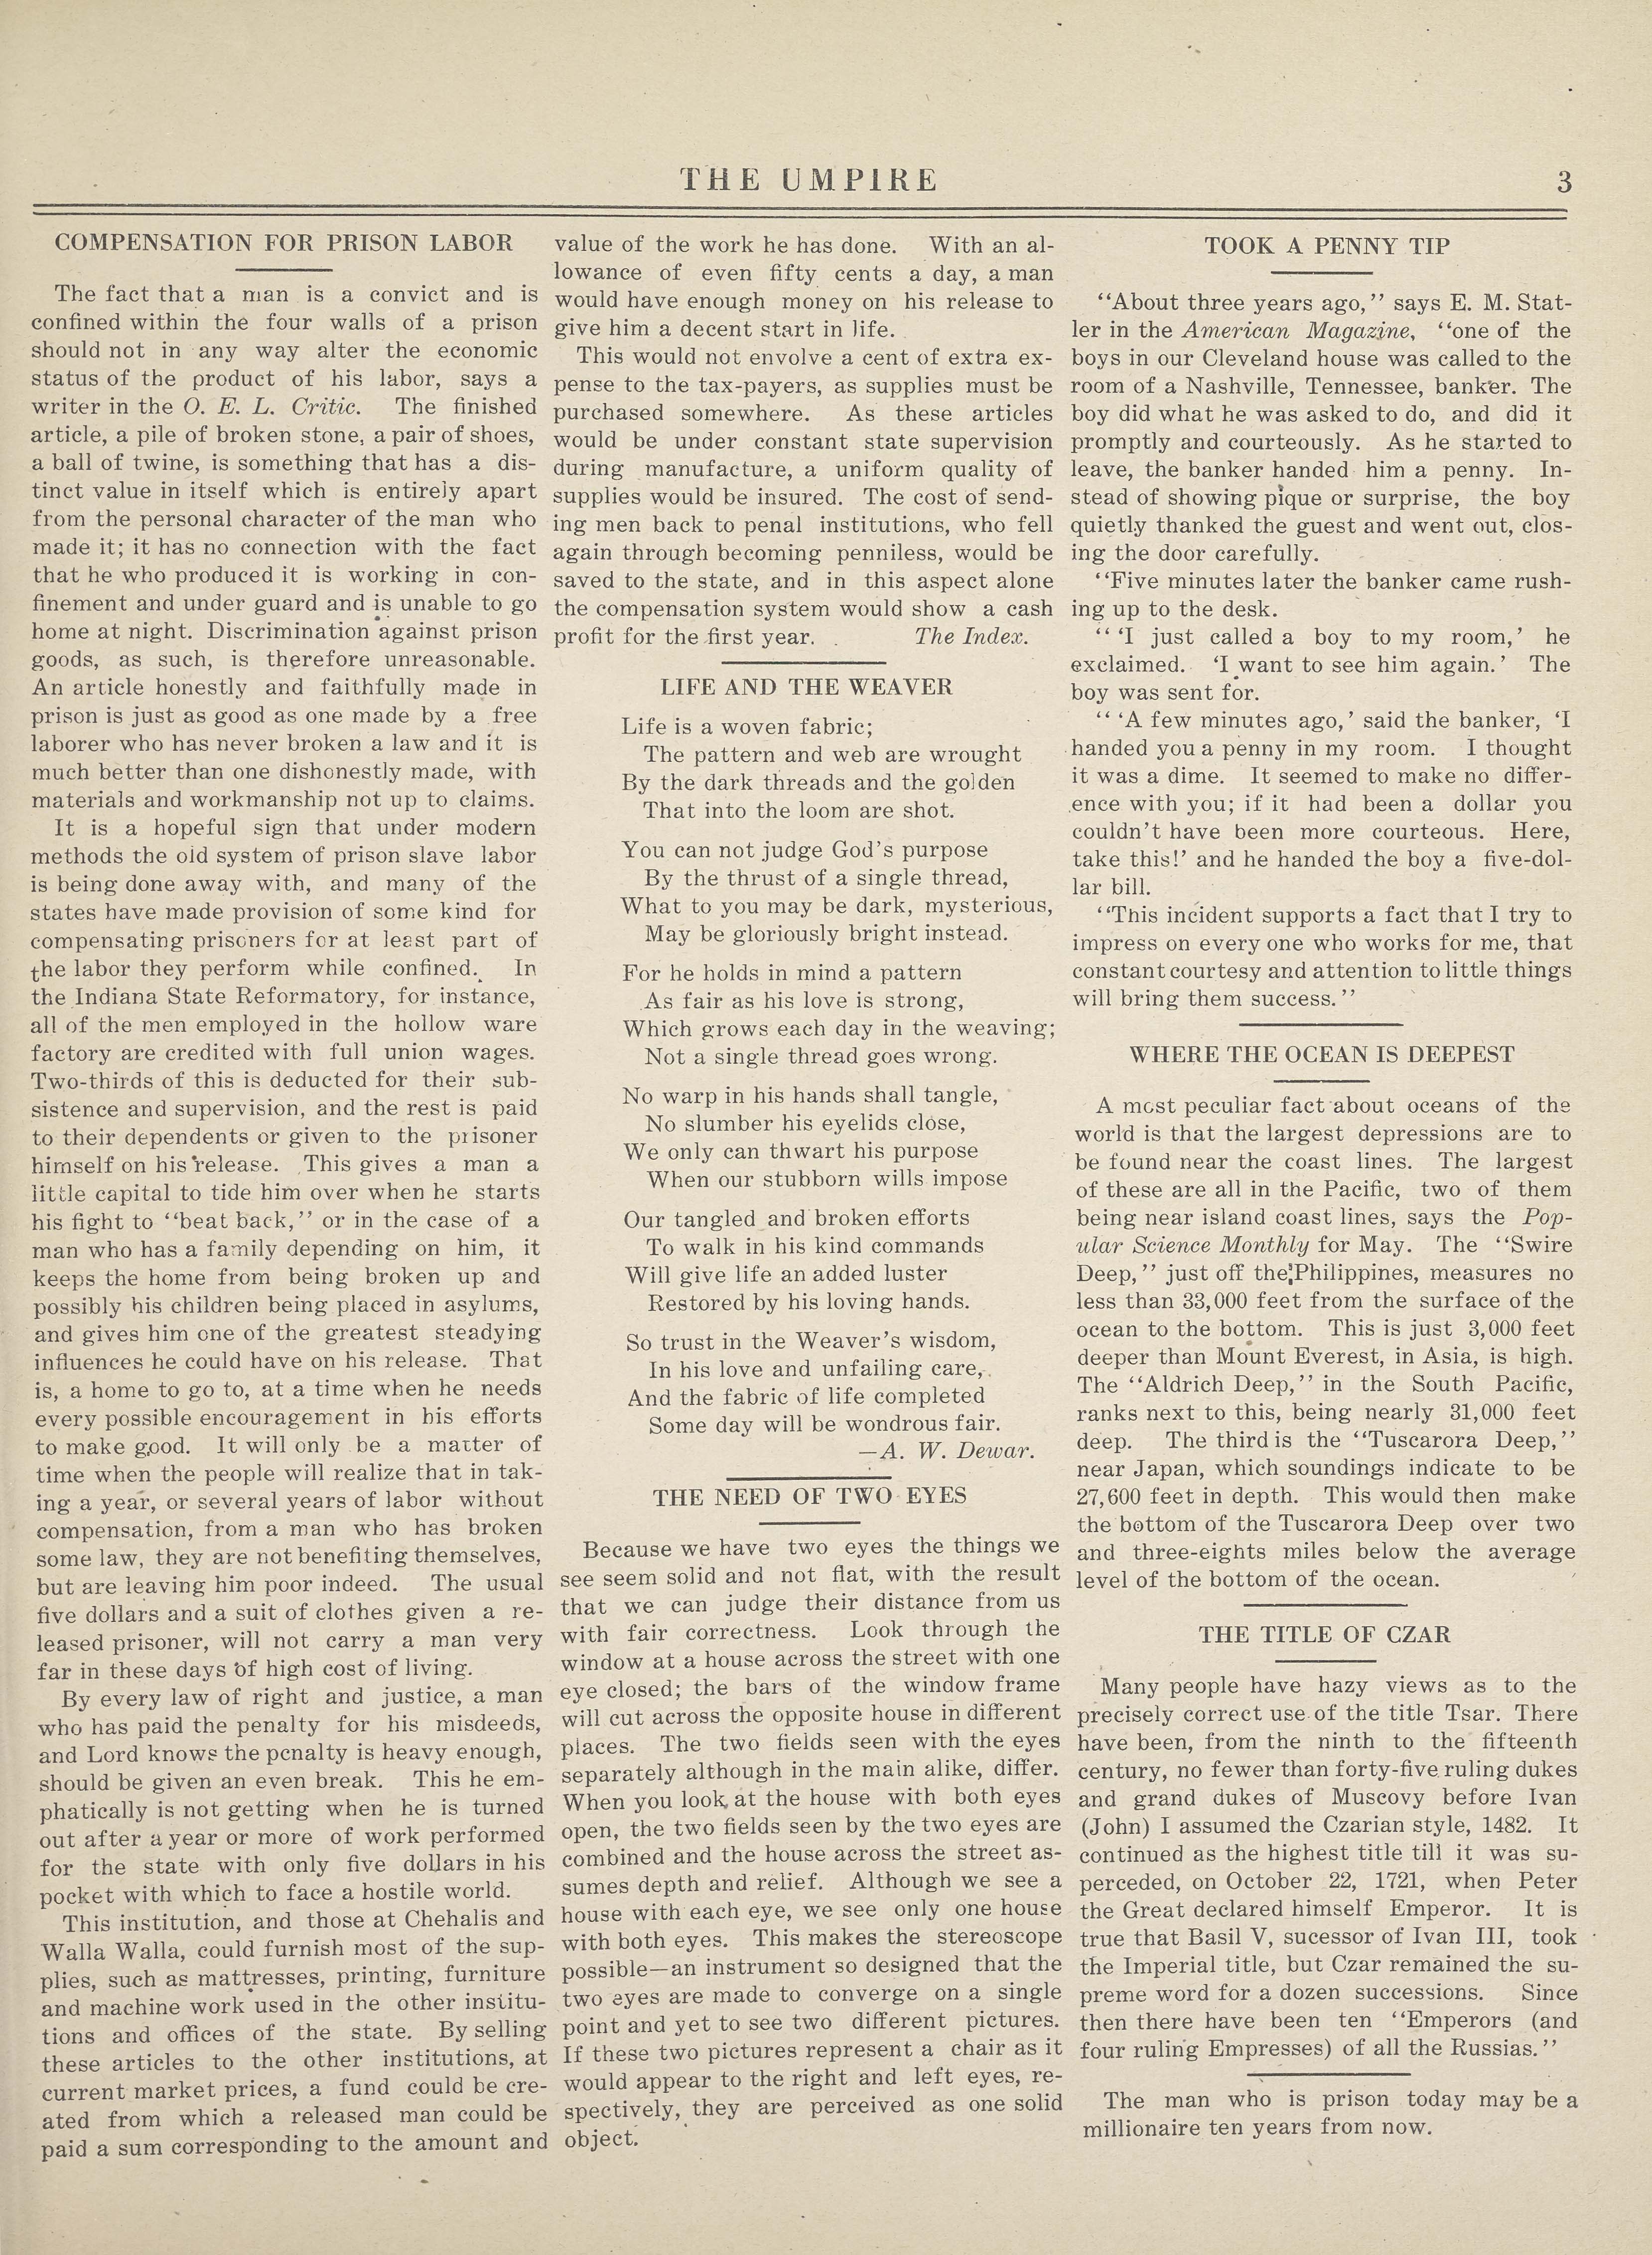 THE UMPIRE
3
COMPENSATION FOR PRISON LABOR
The fact that a man is a convict and is
confined within the four walls of a prison
should not in any way alter the economic
status of the product of his labor, says a
writer in the O. E. L. Critic. The finished
article, a pile of broken stone, a pair of shoes,
a ball of twine, is something that has a dis-
tinct value in itself which is entirely apart
from the personal character of the man who
made it; it has no connection with the fact
that he who produced it is working in con-
finement and under guard and is unable to go
home at night. Discrimination against prison
goods, as such, is therefore unreasonable.
An article honestly and faithfully made in
prison is just as good as one made by a free
laborer who has never broken a law and it is
much better than one dishonestly made, with
materials and workmanship not up to claims.
It is a hopeful sign that under modern
methods the old system of prison slave labor
is being done away with, and many of the
states have made provision of some kind for
compensating prisoners for at least part of
the labor they perform while confined. In
the Indiana State Reformatory, for instance,
all of the men employed in the hollow ware
factory are credited with full union wages.
Two-thirds of this is deducted for their sub-
sistence and supervision, and the rest is paid
to their dependents or given to the prisoner
himself on his release. This gives a man a
little capital to tide him over when he starts
his fight to "beat back," or in the case of a
man who has a family depending on him, it
keeps the home from being broken up and
possibly his children being placed in asylums,
and gives him one of the greatest steadying
influences he could have on his release. That
is, a home to go to, at a time when he needs
every possible encouragement in his efforts
to make good. It will only be a matter of
time when the people will realize that in tak-
ing a year, or several years of labor without
compensation, from a man who has broken
some law, they are not benefiting themselves,
but are leaving him poor indeed. The usual
five dollars and a suit of clothes given a re-
leased prisoner, will not carry a man very
far in these days of high cost of living.
By every law of right and justice, a man
who has paid the penalty for his misdeeds,
and Lord knows the penalty is heavy enough,
should be given an even break. This he em-
phatically is not getting when he is turned
out after a year or more of work performed
for the state with only five dollars in his
pocket with which to face a hostile world.
This institution, and those at Chehalis and
Walla Walla, could furnish most of the sup-
plies, such as mattresses, printing, furniture
and machine work used in the other institu-
tions and offices of the state. By selling
these articles to the other institutions, at
current market prices, a fund could be cre-
ated from which a released man could be
paid a sum corresponding to the amount and
value of the work he has done. With an al-
lowance of even fifty cents a day, a man
would have enough money on his release to
give him a decent start in life.
This would not envolve a cent of extra ex-
pense to the tax-payers, as supplies must be
purchased somewhere. As these articles
would be under constant state supervision
during manufacture, a uniform quality of
supplies would be insured. The cost of send-
ing men back to penal institutions, who fell
again through becoming penniless, would be
saved to the state, and in this aspect alone
the compensation system would show a cash
profit for the first year. The Index.
LIFE AND THE WEAVER
Life is a woven fabric;
The pattern and web are wrought
By the dark threads and the golden
That into the loom are shot.
You can not judge God's purpose
By the thrust of a single thread,
What to you may be dark, mysterious,
May be gloriously bright instead.
For he holds in mind a pattern
As fair as his love is strong,
Which grows each day in the weaving;
Not a single thread goes wrong.
No warp in his hands shall tangle,
No slumber his eyelids close,
We only can thwart his purpose
When our stubborn wills impose
Our tangled and broken efforts
To walk in his kind commands
Will give life an added luster
Restored by his loving hands.
So trust in the Weaver's wisdom,
In his love and unfailing care,
And the fabric of life completed
Some day will be wondrous fair.
—A. W. Dewar.
THE NEED OF TWO EYES
Because we have two eyes the things we
see seem solid and not flat, with the result
that we can judge their distance from us
with fair correctness. Look through the
window at a house across the street with one
eye closed; the bars of the window frame
will cut across the opposite house in different
places. The two fields seen with the eyes
separately although in the main alike, differ.
When you look at the house with both eyes
open, the two fields seen by the two eyes are
combined and the house across the street as-
sumes depth and relief. Although we see a
house with each eye, we see only one house
with both eyes. This makes the stereoscope
possible—an instrument so designed that the
two eyes are made to converge on a single
point and yet to see two different pictures.
If these two pictures represent a chair as it
would appear to the right and left eyes, re-
spectively, they are perceived as one solid
object.
TOOK A PENNY TIP
"About three years ago," says E. M. Stat-
ler in the American Magazine, "one of the
boys in our Cleveland house was called to the
room of a Nashville, Tennessee, banker. The
boy did what he was asked to do, and did it
promptly and courteously. As he started to
leave, the banker handed him a penny. In-
stead of showing pique or surprise, the boy
quietly thanked the guest and went out, clos-
ing the door carefully.
"Five minutes later the banker came rush-
ing up to the desk.
" 'I just called a boy to my room,' he
exclaimed. 'I want to see him again.' The
boy was sent for.
" 'A few minutes ago,' said the banker, 'I
handed you a penny in my room. I thought
it was a dime. It seemed to make no differ-
ence with you; if it had been a dollar you
couldn't have been more courteous. Here,
take this!' and he handed the boy a five-dol-
lar bill.
"This incident supports a fact that I try to
impress on every one who works for me, that
constant courtesy and attention to little things
will bring them success."
WHERE THE OCEAN IS DEEPEST
A most peculiar fact about oceans of the
world is that the largest depressions are to
be found near the coast lines. The largest
of these are all in the Pacific, two of them
being near island coast lines, says the Pop-
ular Science Monthly for May. The "Swire
Deep," just off the Philippines, measures no
less than 33,000 feet from the surface of the
ocean to the bottom. This is just 3,000 feet
deeper than Mount Everest, in Asia, is high.
The "Aldrich Deep," in the South Pacific,
ranks next to this, being nearly 31,000 feet
deep. The third is the "Tuscarora Deep,"
near Japan, which soundings indicate to be
27,600 feet in depth. This would then make
the bottom of the Tuscarora Deep over two
and three-eights miles below the average
level of the bottom of the ocean.
THE TITLE OF CZAR
Many people have hazy views as to the
precisely correct use of the title Tsar. There
have been, from the ninth to the fifteenth
century, no fewer than forty-five ruling dukes
and grand dukes of Muscovy before Ivan
(John) I assumed the Czarian style, 1482. It
continued as the highest title till it was su-
perceded, on October 22, 1721, when Peter
the Great declared himself Emperor. It is
true that Basil V, sucessor of Ivan III, took
the Imperial title, but Czar remained the su-
preme word for a dozen successions. Since
then there have been ten "Emperors (and
four ruling Empresses) of all the Russias."
The man who is prison today may be a
millionaire ten years from now.